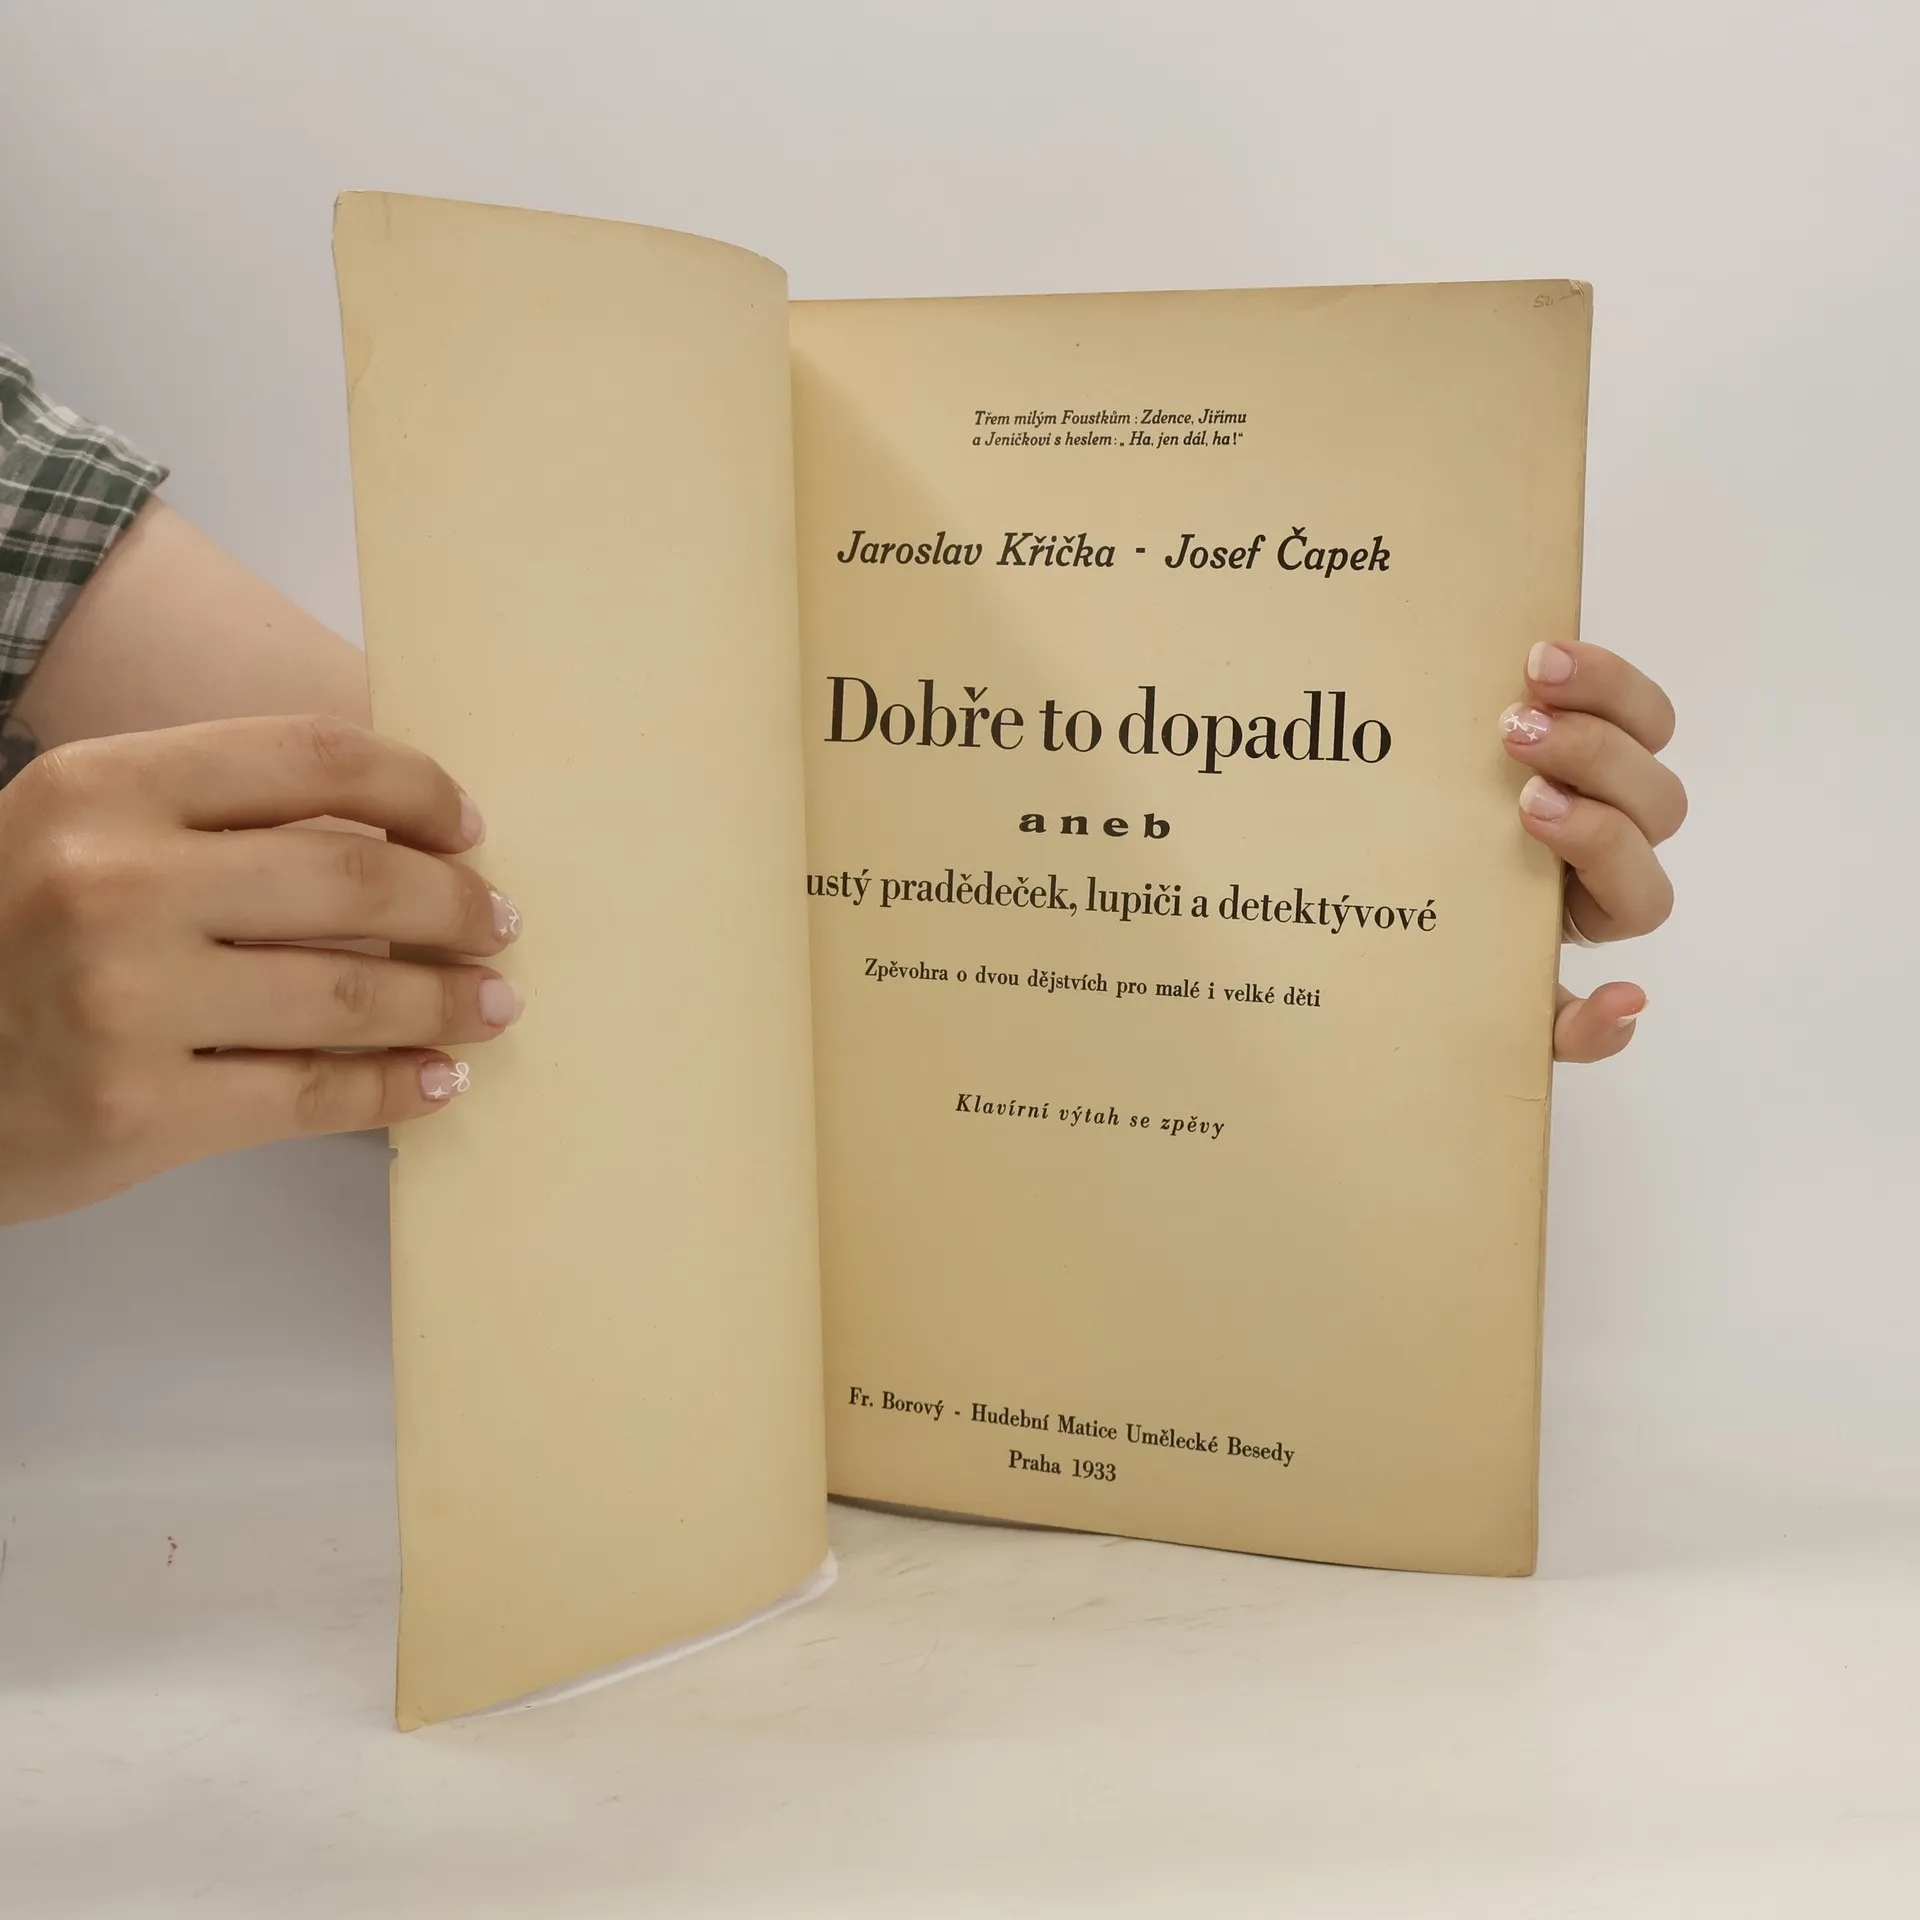 Třem milým Foustkům : Zdence, Jiřímu
a Jeníčkovi s heslem: „ Ha, jen dál, ha!“
Jaroslav Křička - Josef Čapek
Dobře to dopadlo
aneb
ustý pradědeček, lupiči a detektývové
Zpěvohra o dvou dějstvích pro malé i velké děti
Klavírní výtah se zpěvy
Fr. Borový - Hudební Matice Umělecké Besedy
Praha 1933